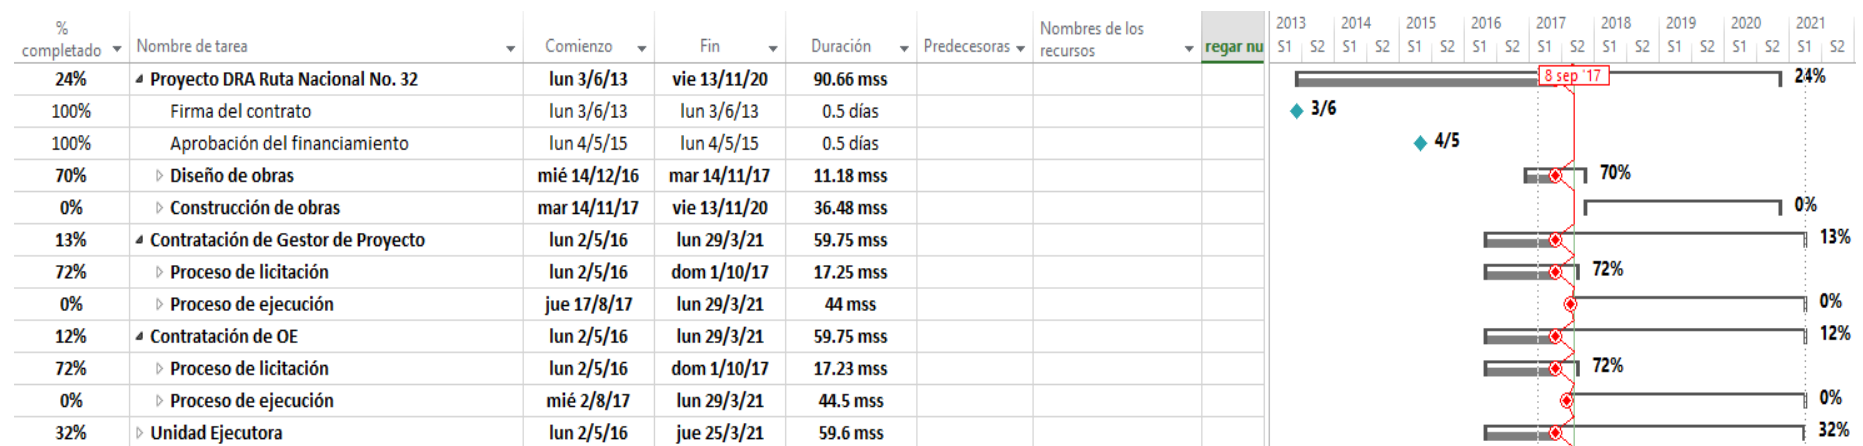 % completado Nombre de tarea Comienzo Fin Duración Predecesoras Nombres de los recursos regar nu 2013 2014 2015 2016 2017 2018 2019 2020 2021
S1 S2 S1 S2 S1 S2 S1 S2 S1 S2 S1 S2 S1 S2 S1 S2 S1 S2
24% Proyecto DRA Ruta Nacional No. 32 lun 3/6/13 vie 13/11/20 90.66 mss 8 sep '17 24%
100% Firma del contrato lun 3/6/13 lun 3/6/13 0.5 días 3/6
100% Aprobación del financiamiento lun 4/5/15 lun 4/5/15 0.5 días 4/5
70% Diseño de obras mié 14/12/16 mar 14/11/17 11.18 mss 70%
0% Construcción de obras mar 14/11/17 vie 13/11/20 36.48 mss 0%
13% Contratación de Gestor de Proyecto lun 2/5/16 lun 29/3/21 59.75 mss 13%
72% Proceso de licitación lun 2/5/16 dom 1/10/17 17.25 mss 72%
0% Proceso de ejecución jue 17/8/17 lun 29/3/21 44 mss 0%
12% Contratación de OE lun 2/5/16 lun 29/3/21 59.75 mss 12%
72% Proceso de licitación lun 2/5/16 dom 1/10/17 17.23 mss 72%
0% Proceso de ejecución mié 2/8/17 lun 29/3/21 44.5 mss 0%
32% Unidad Ejecutora lun 2/5/16 jue 25/3/21 59.6 mss 32%